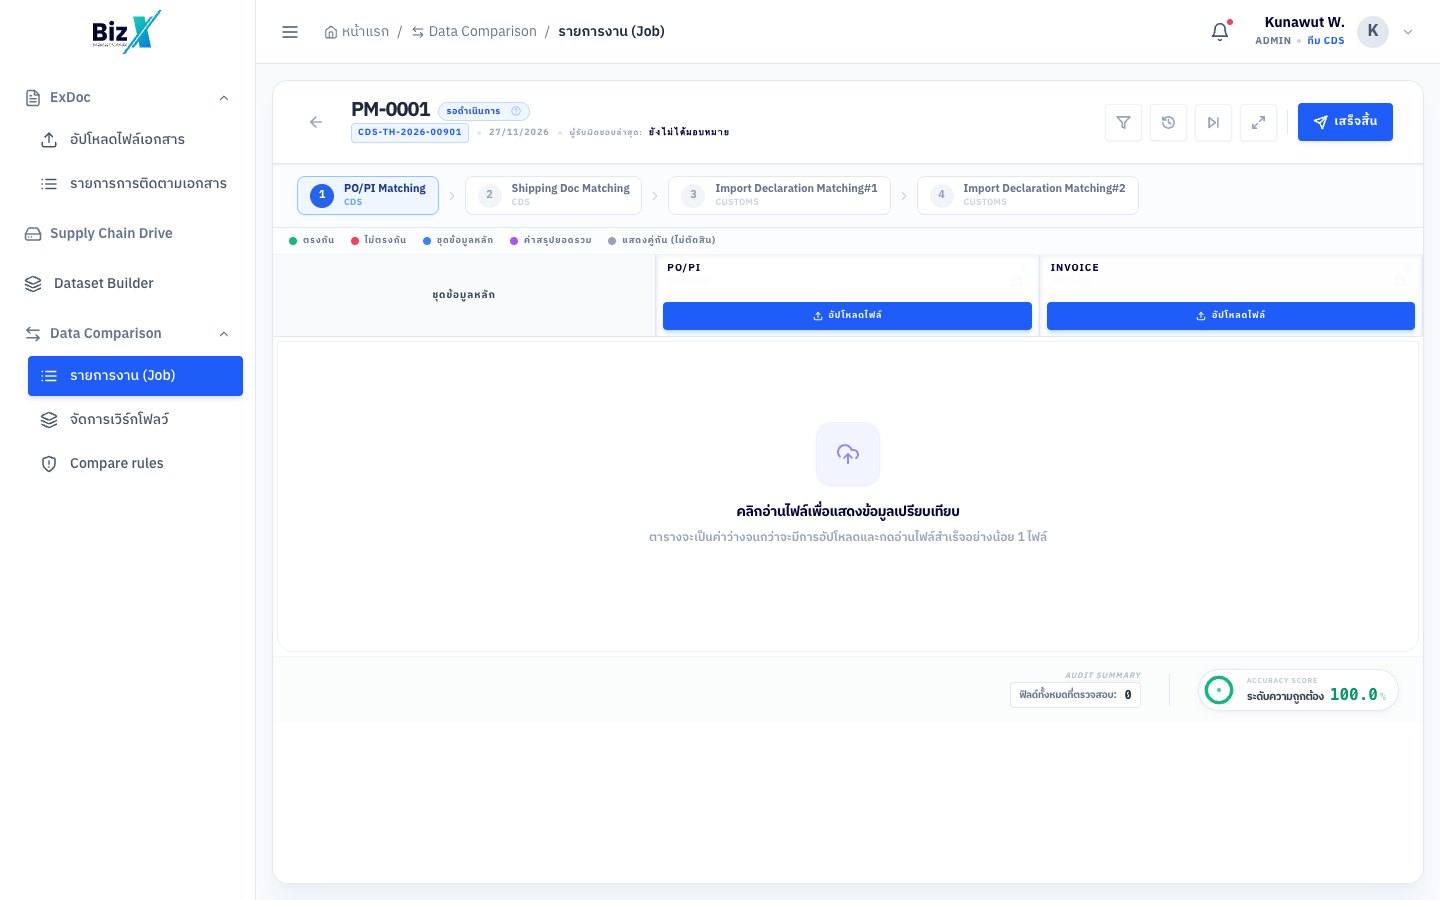 BizX
หน้าแรก / Data Comparison / รายการงาน (Job)
Kunawut W.
ADMIN ทีม CDS
K
ExDoc
อัปโหลดไฟล์เอกสาร
รายการการติดตามเอกสาร
Supply Chain Drive
Dataset Builder
Data Comparison
รายการงาน (Job)
จัดการเวิร์กโฟลว์
Compare rules
PM-0001 รอดำเนินการ
CDS-TH-2026-00901 27/11/2026 ผู้รับผิดชอบล่าสุด: ยังไม่ได้มอบหมาย
เสร็จสิ้น
1 PO/PI Matching
CDS
2 Shipping Doc Matching
CDS
3 Import Declaration Matching#1
CUSTOMS
4 Import Declaration Matching#2
CUSTOMS
ตรงกัน ไม่ตรงกัน ชุดข้อมูลหลัก ค่าสรุปยอดรวม แสดงคู่กัน (ไม่ตัดสิน)
ชุดข้อมูลหลัก
PO/PI
อัปโหลดไฟล์
INVOICE
อัปโหลดไฟล์
คลิกอ่านไฟล์เพื่อแสดงข้อมูลเปรียบเทียบ
ตารางจะเป็นค่าว่างจนกว่าจะมีการอัปโหลดและกดอ่านไฟล์สำเร็จอย่างน้อย 1 ไฟล์
AUDIT SUMMARY
ฟิลด์ทั้งหมดที่ตรวจสอบ: 0
ACCURACY SCORE
ระดับความถูกต้อง 100.0%